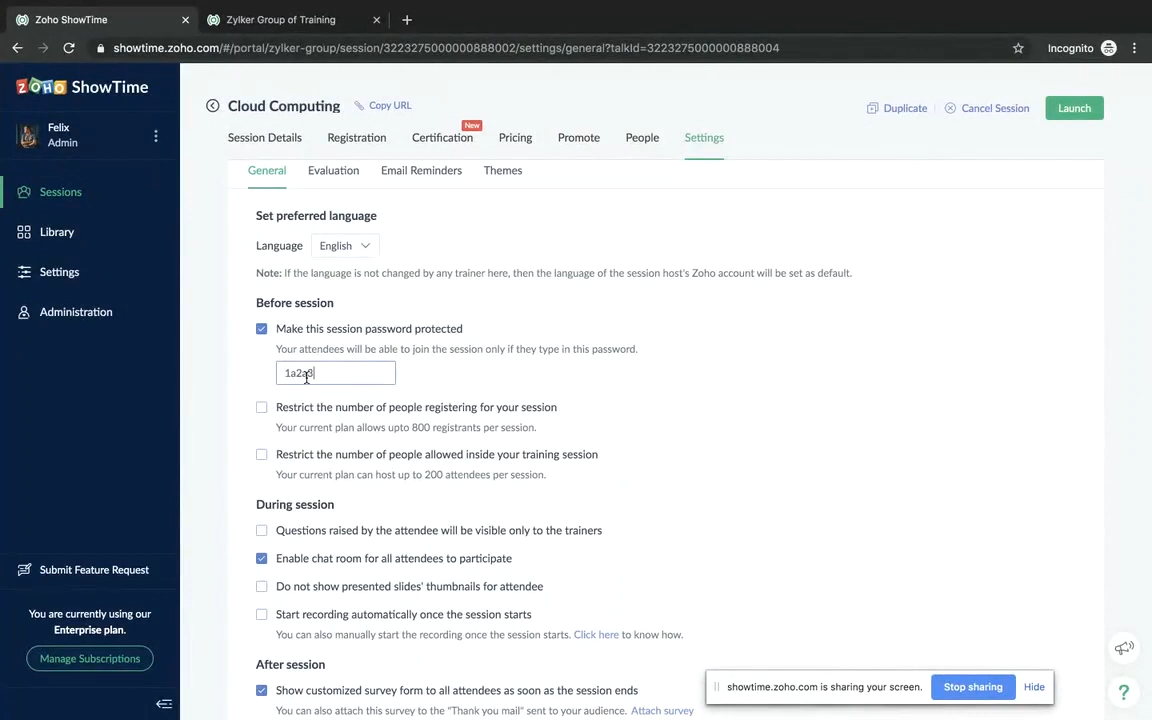 Zoho ShowTime
Zylker Group of Training
showtime.zoho.com/#/portal/zylker-group/session/3223275000000888002/settings/general?talkId=3223275000000888004
Incognito
ZOHO ShowTime
Felix
Admin
Sessions
Library
Settings
Administration
Submit Feature Request
You are currently using our
Enterprise plan.
Manage Subscriptions
Cloud Computing
Copy URL
Duplicate
Cancel Session
Launch
Session Details
Registration
Certification
New
Pricing
Promote
People
Settings
General
Evaluation
Email Reminders
Themes
Set preferred language
Language
English
Note: If the language is not changed by any trainer here, then the language of the session host's Zoho account will be set as default.
Before session
Make this session password protected
Your attendees will be able to join the session only if they type in this password.
1a2a3
Restrict the number of people registering for your session
Your current plan allows upto 800 registrants per session.
Restrict the number of people allowed inside your training session
Your current plan can host up to 200 attendees per session.
During session
Questions raised by the attendee will be visible only to the trainers
Enable chat room for all attendees to participate
Do not show presented slides' thumbnails for attendee
Start recording automatically once the session starts
You can also manually start the recording once the session starts. Click here to know how.
After session
Show customized survey form to all attendees as soon as the session ends
You can also attach this survey to the "Thank you mail" sent to your audience. Attach survey
showtime.zoho.com is sharing your screen.
Stop sharing
Hide
?